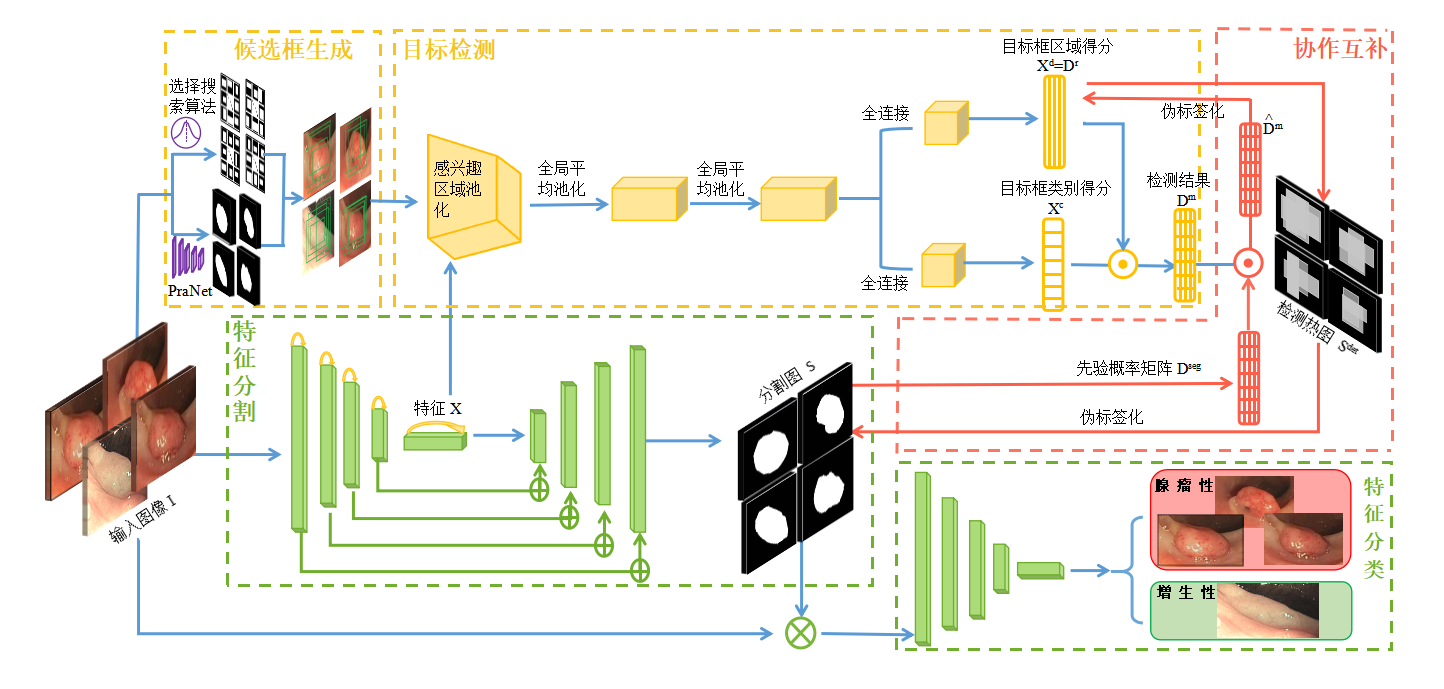 候选框生成
选择搜
索算法
PraNet
目标检测
感兴趣
区域池
化
全局平
均池化
全局平
均池化
全连接
全连接
目标框区域得分
X^d=D^r
目标框类别得分
X^c
检测结果
D^m
协作互补
伪标签化
D̂^m
检测热图 S^det
先验概率矩阵 D^seg
伪标签化
特征分割
特征 X
分割图 S
输入图像 I
特征分类
腺瘤性
增生性